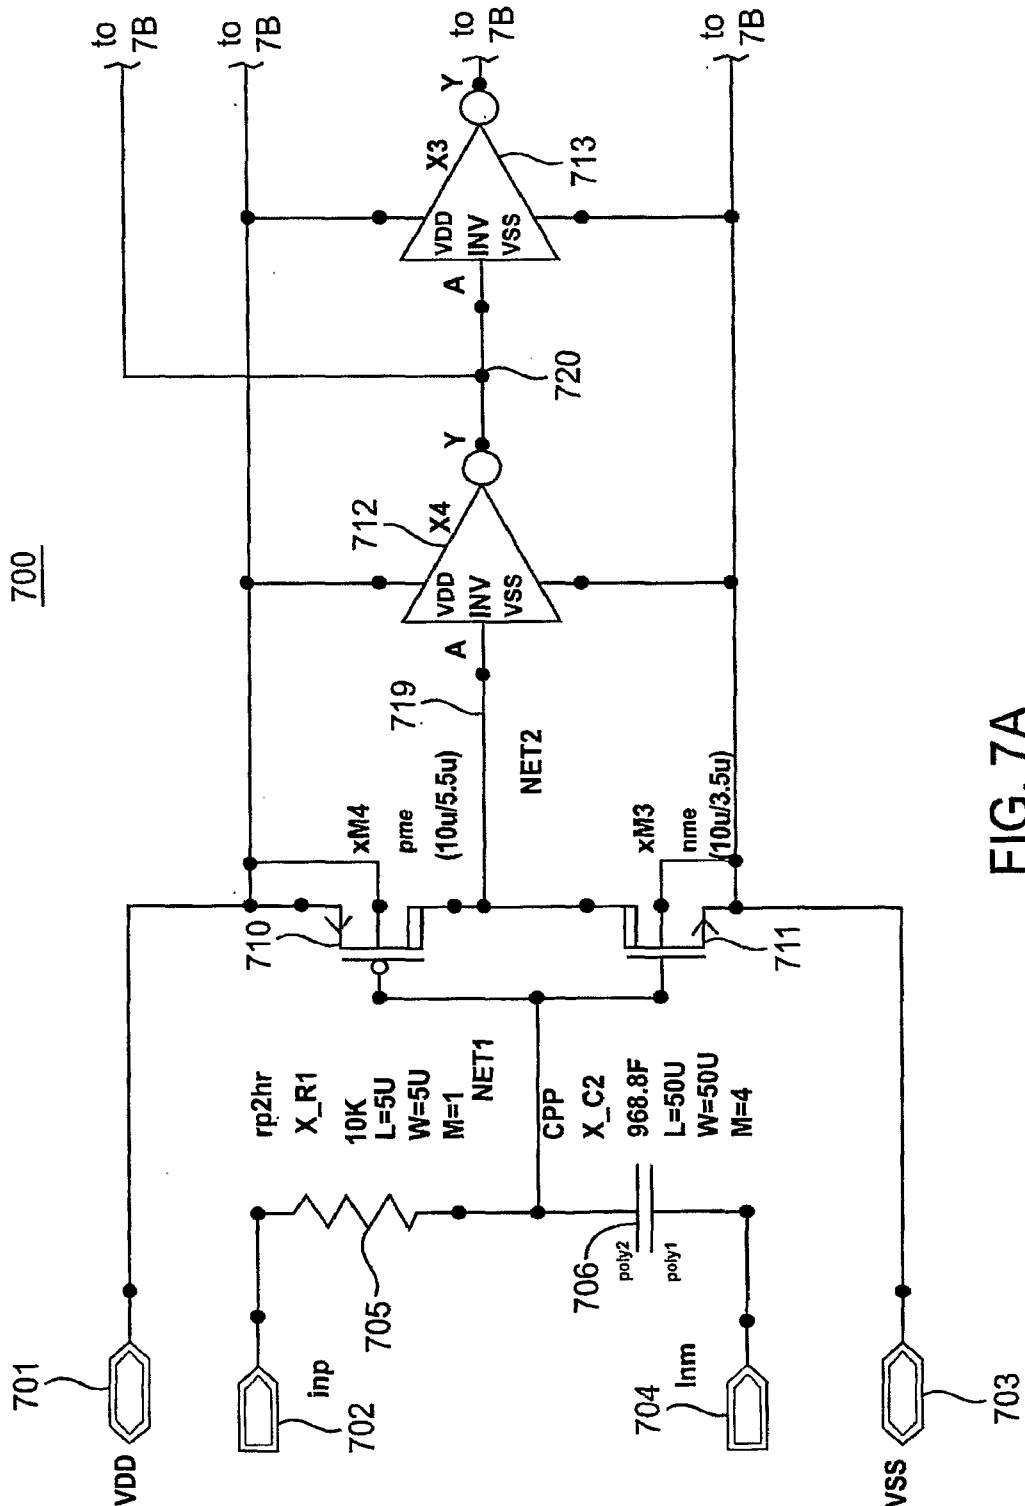 700
701
VDD
702
inp
704
Inm
703
VSS
705
rp2hr
X_R1
10K
L=5U
W=5U
M=1
NET1
706
poly2
poly1
CPP
X_C2
968.8F
L=50U
W=50U
M=4
710
xM4
pme
(10u/5.5u)
711
xM3
nme
(10u/3.5u)
719
NET2
A
712
X4
VDD
INV
VSS
Y
720
A
X3
VDD
INV
VSS
713
Y
to
7B
to
7B
to
7B
to
7B
FIG. 7A